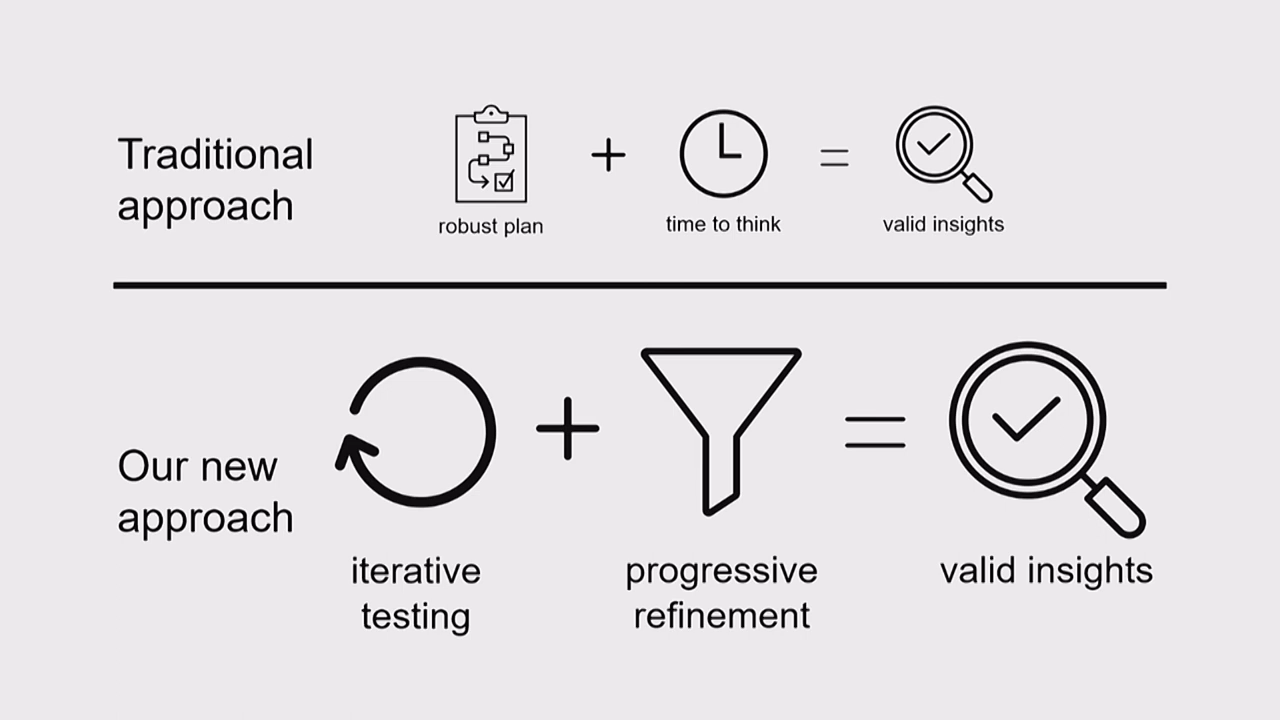 Traditional
approach
robust plan
+
time to think
=
valid insights
Our new
approach
+
=
iterative
testing
progressive
refinement
valid insights